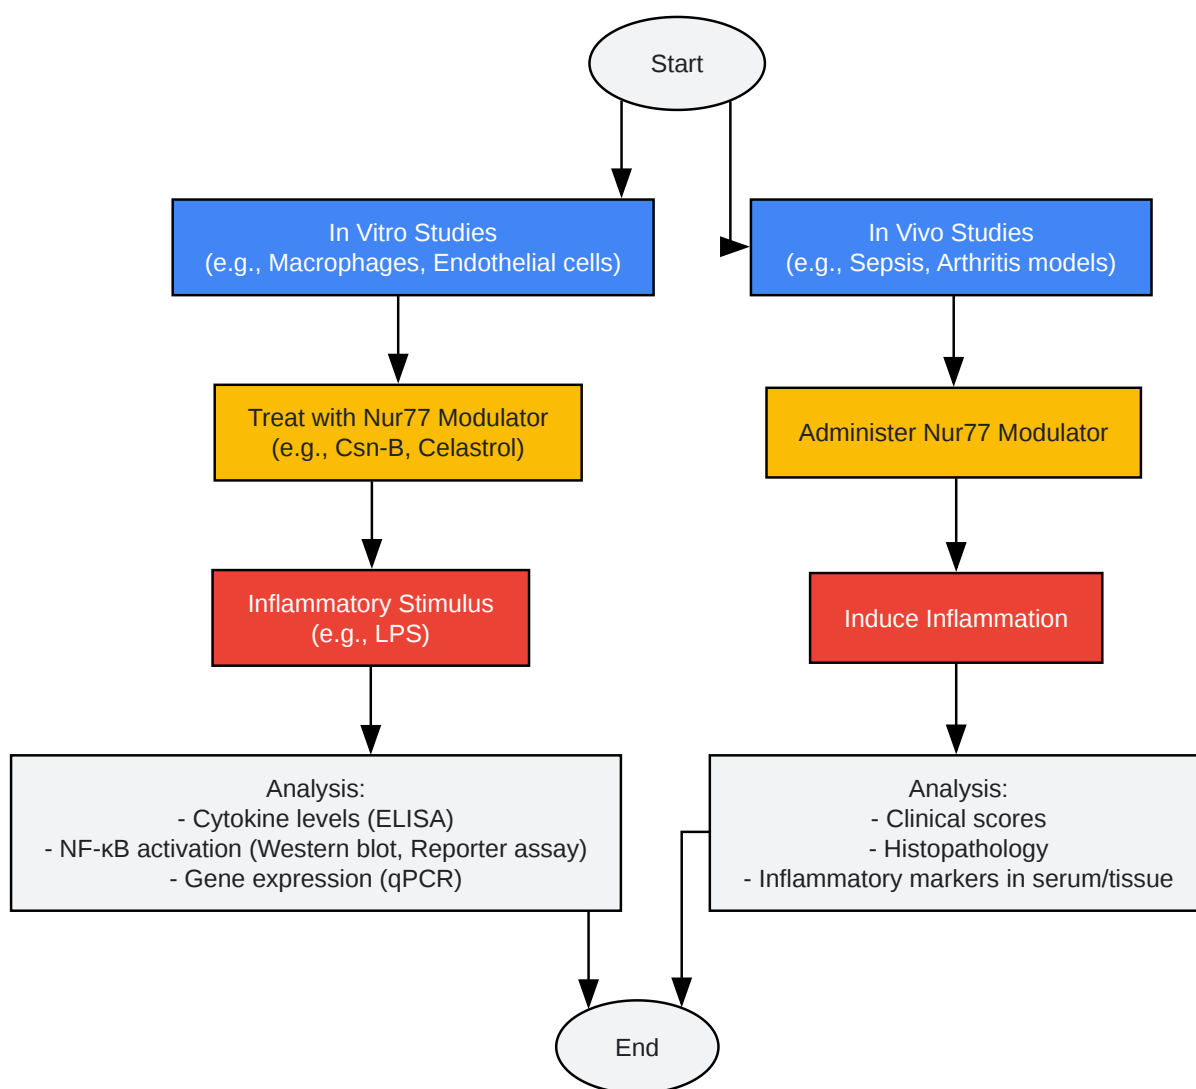 Start
In Vitro Studies
(e.g., Macrophages, Endothelial cells)
In Vivo Studies
(e.g., Sepsis, Arthritis models)
Treat with Nur77 Modulator
(e.g., Csn-B, Celastrol)
Administer Nur77 Modulator
Inflammatory Stimulus
(e.g., LPS)
Induce Inflammation
Analysis:
- Cytokine levels (ELISA)
- NF-κB activation (Western blot, Reporter assay)
- Gene expression (qPCR)
Analysis:
- Clinical scores
- Histopathology
- Inflammatory markers in serum/tissue
End